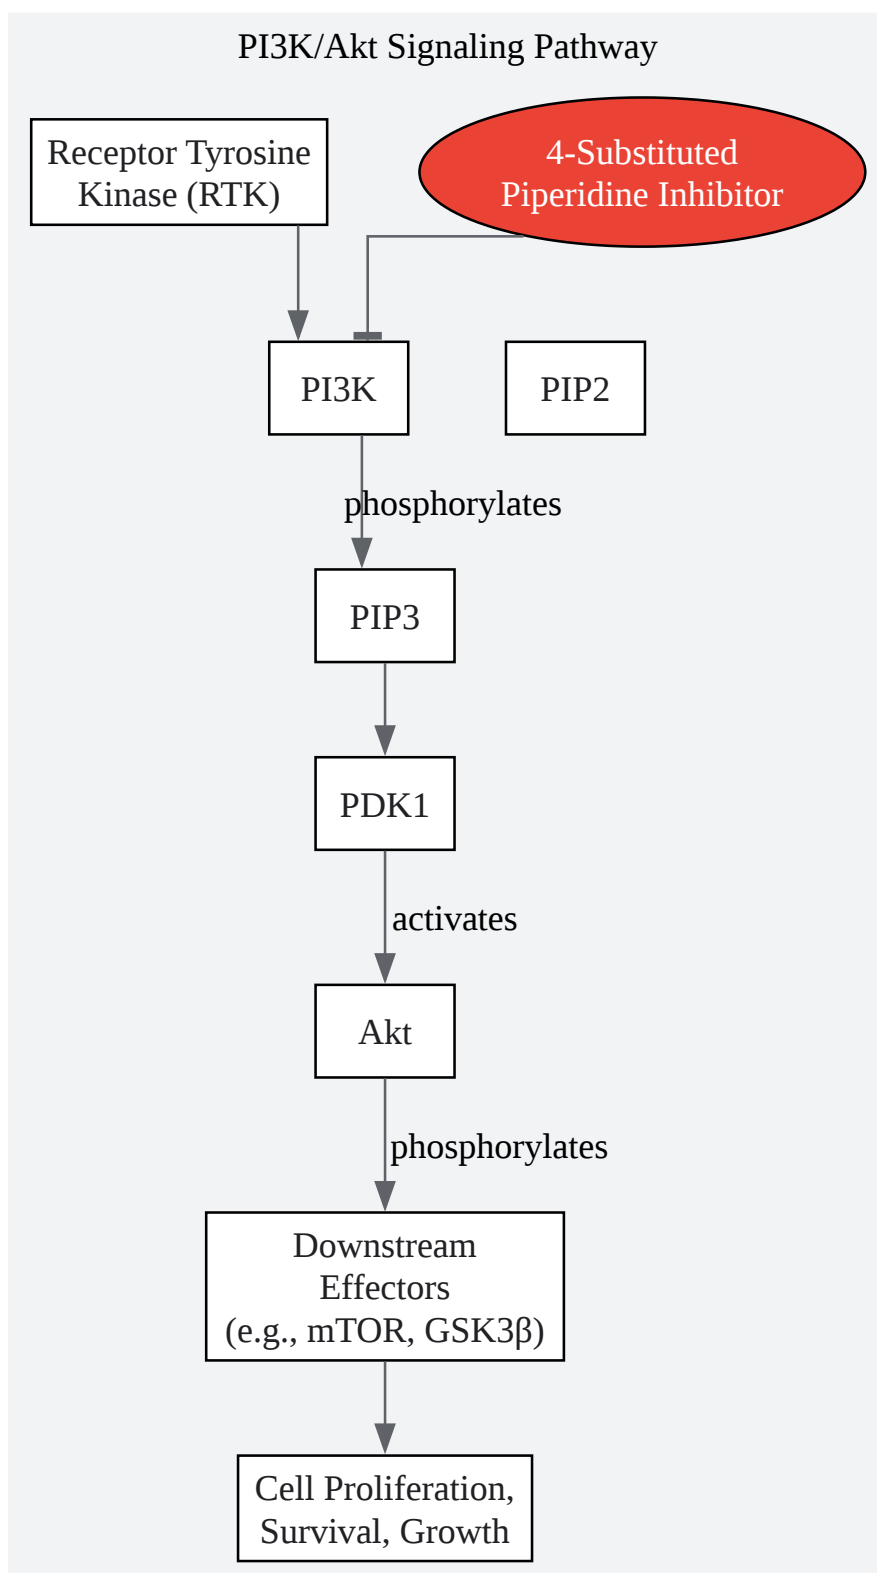 PI3K/Akt Signaling Pathway
Receptor Tyrosine
Kinase (RTK)
4-Substituted
Piperidine Inhibitor
PI3K
PIP2
phosphorylates
PIP3
PDK1
activates
Akt
phosphorylates
Downstream
Effectors
(e.g., mTOR, GSK3β)
Cell Proliferation,
Survival, Growth